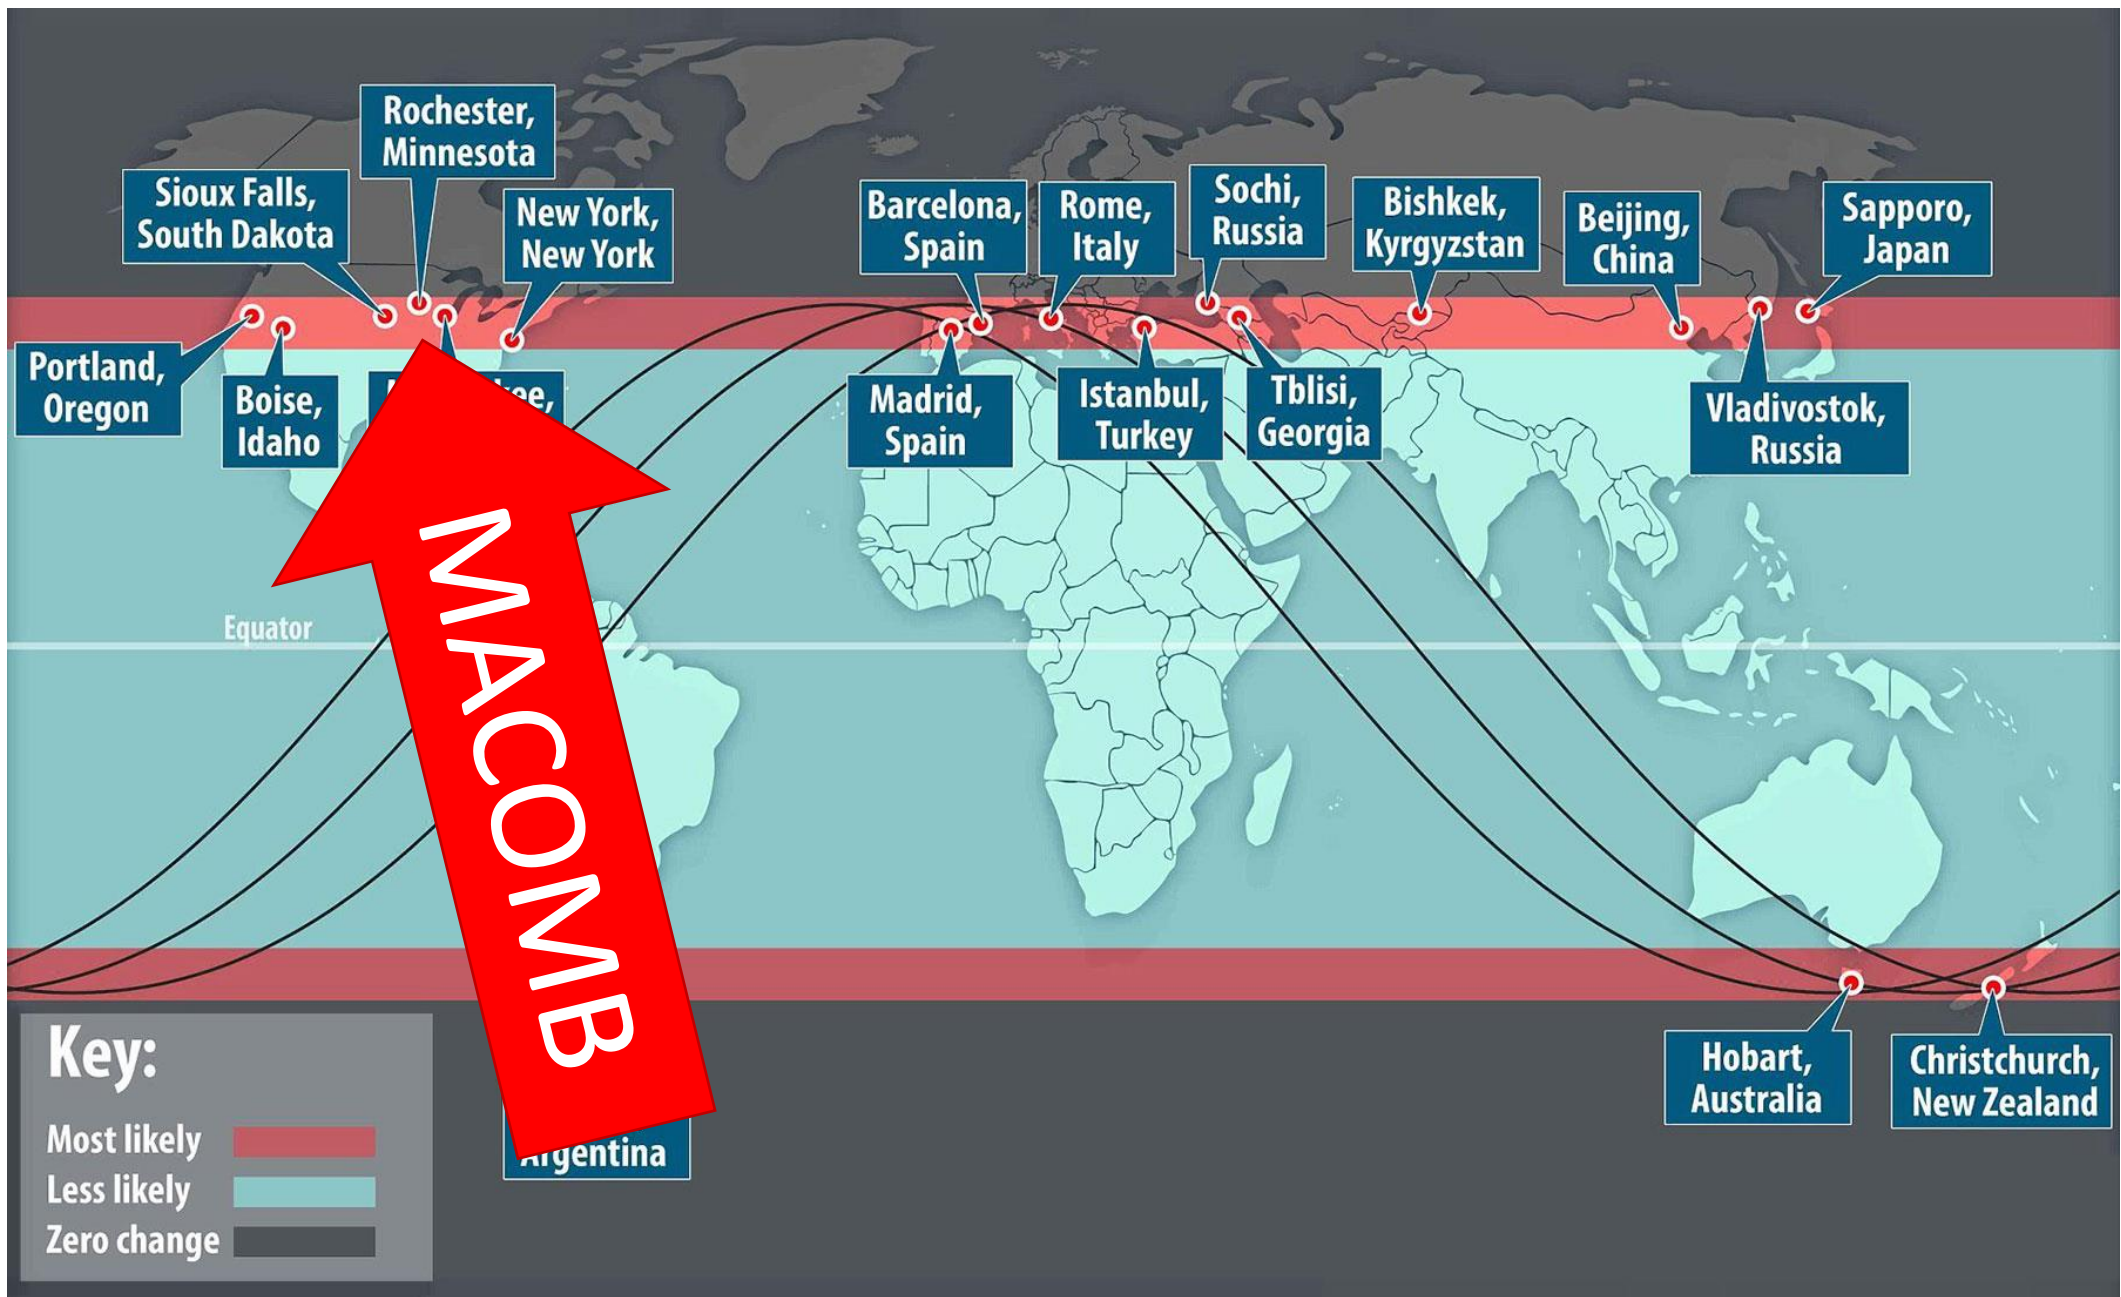 Rochester,
Minnesota
Sioux Falls,
South Dakota
New York,
New York
Barcelona,
Spain
Rome,
Italy
Sochi,
Russia
Bishkek,
Kyrgyzstan
Beijing,
China
Sapporo,
Japan
Portland,
Oregon
Boise,
Idaho
Madrid,
Spain
Istanbul,
Turkey
Tblisi,
Georgia
Vladivostok,
Russia
MACOMB
Equator
Hobart,
Australia
Christchurch,
New Zealand
Argentina
Key:
Most likely
Less likely
Zero change